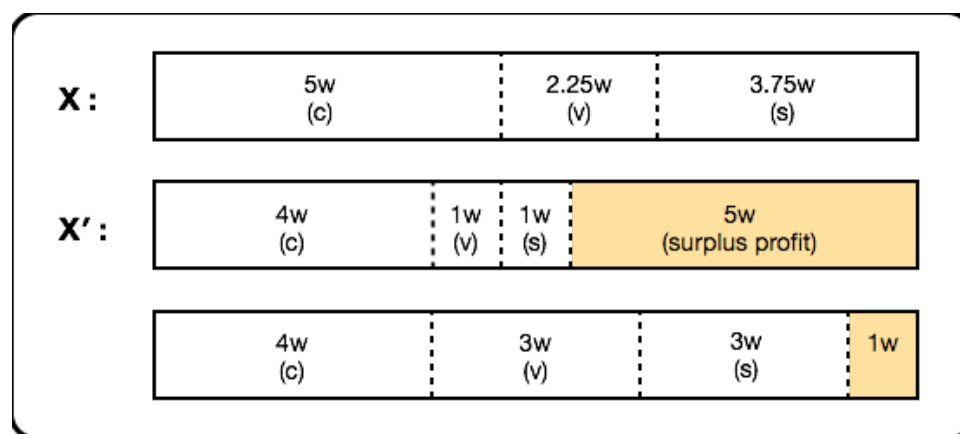 X :
5w 2.25w 3.75w
(c) (v) (s)
X′ :
4w 1w 1w 5w
(c) (v) (s) (surplus profit)
4w 3w 3w 1w
(c) (v) (s)